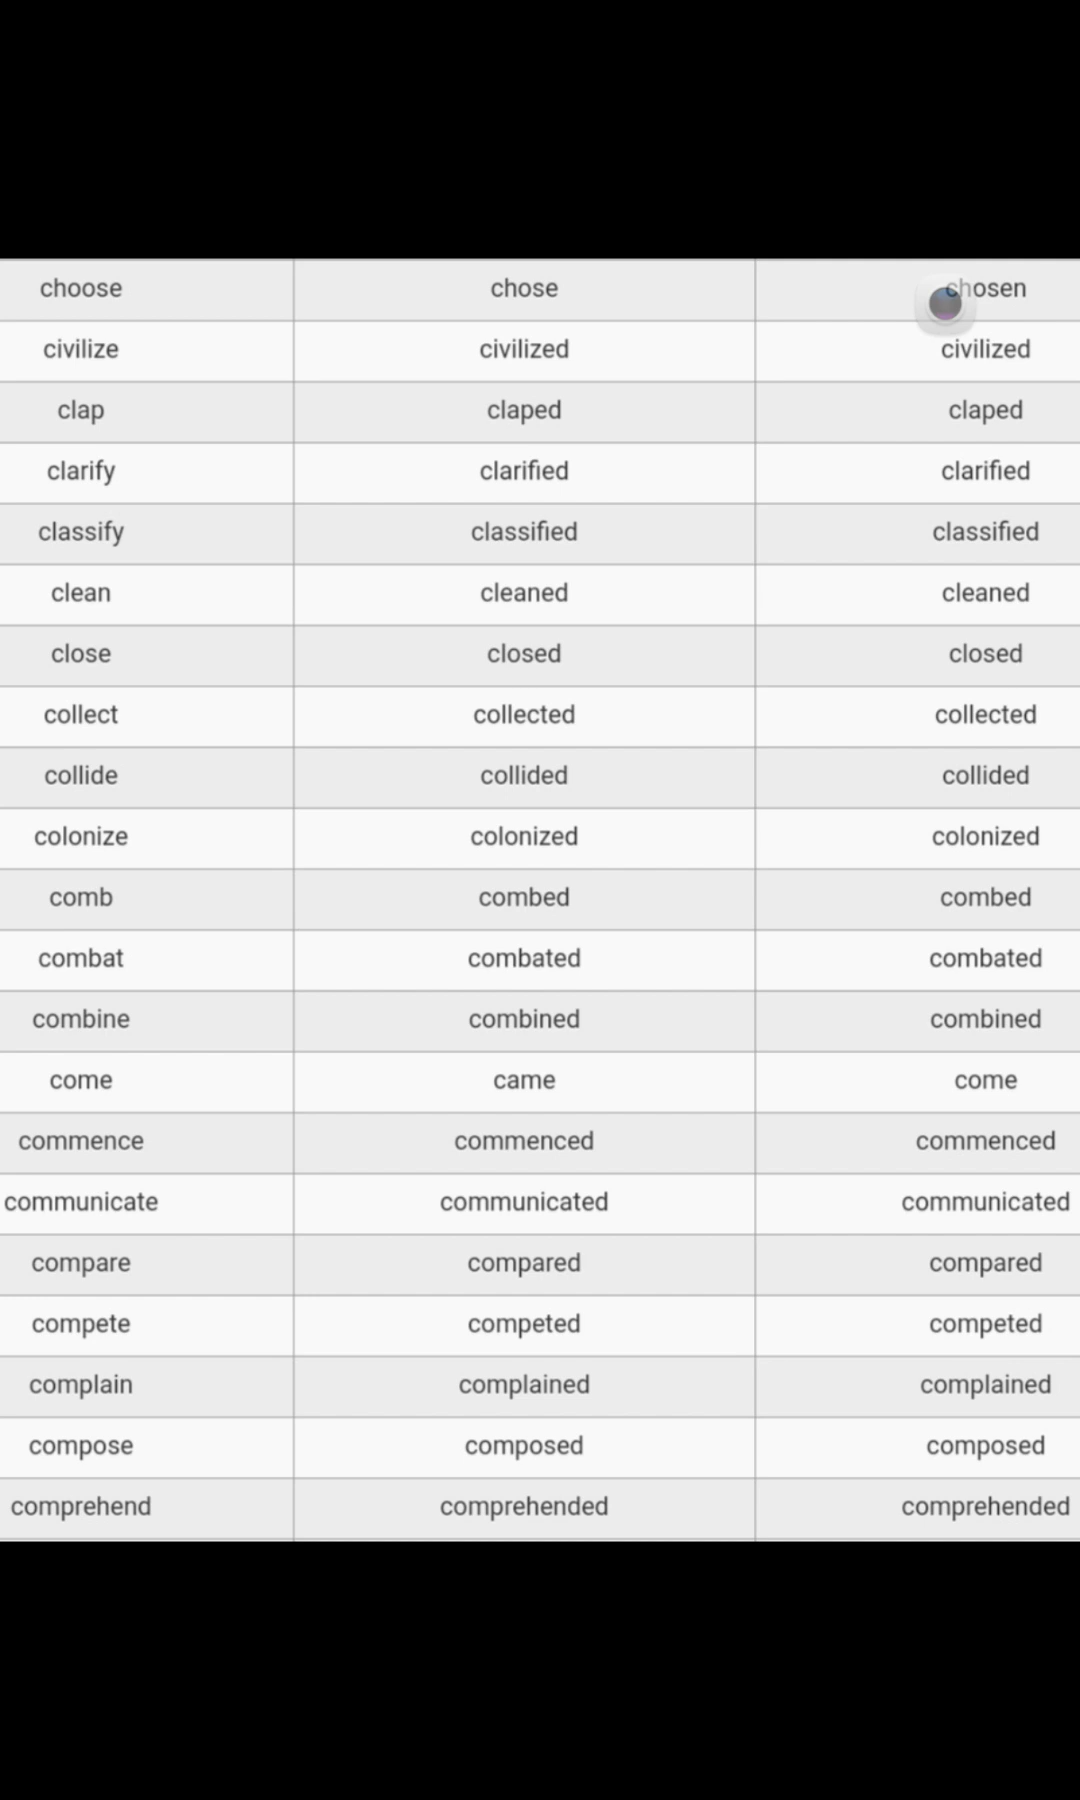 choose chose chosen
civilize civilized civilized
clap claped claped
clarify clarified clarified
classify classified classified
clean cleaned cleaned
close closed closed
collect collected collected
collide collided collided
colonize colonized colonized
comb combed combed
combat combated combated
combine combined combined
come came come
commence commenced commenced
communicate communicated communicated
compare compared compared
compete competed competed
complain complained complained
compose composed composed
comprehend comprehended comprehended